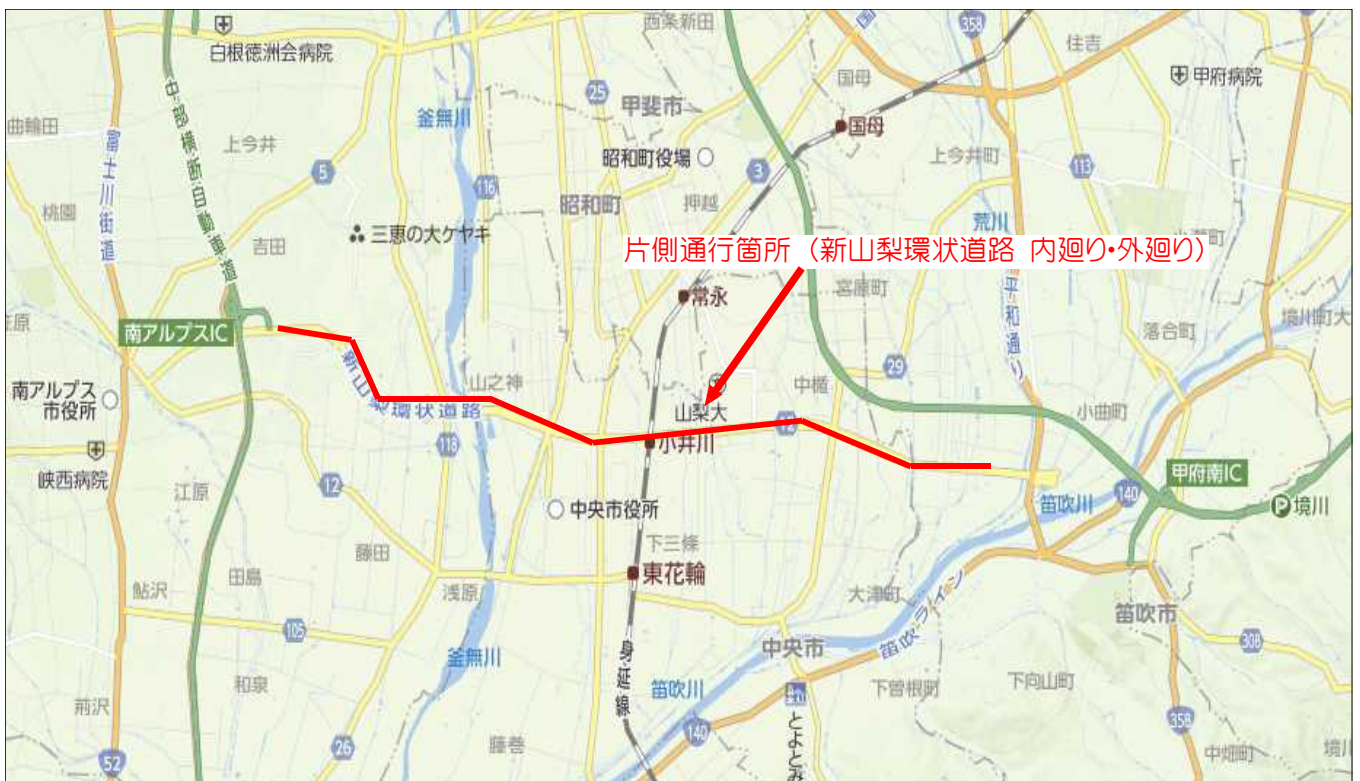 西条新田
国
358
住吉
白根徳洲会病院
国母
甲府病院
25
甲斐市
釜無川
曲輪田
中部横断自動車道
富士川街道
上今井
国母
昭和町役場
3
上今井町
113
5
116
昭和町
押越
桃園
三恵の大ケヤキ
荒川
吉田
片側通行箇所 (新山梨環状道路 内廻り・外廻り)
常永
宮原町
平和通り
境川町大
落合町
南アルプスIC
29
新山梨環状道路
山之神
中楯
南アルプス
市役所
山梨大
12
小曲町
118
小井川
甲府南IC
峡西病院
12
江原
140
笛吹川
P
境川
中央市役所
藤田
下三條
東花輪
田島
鮎沢
浅原
大津町
笛吹市
105
笛吹ライン
308
中央市
釜無川
身延線
和泉
笛吹川
下曽根町
下向山町
前沢
とよとみ
140
358
26
藤巻
中畑町
境川
52